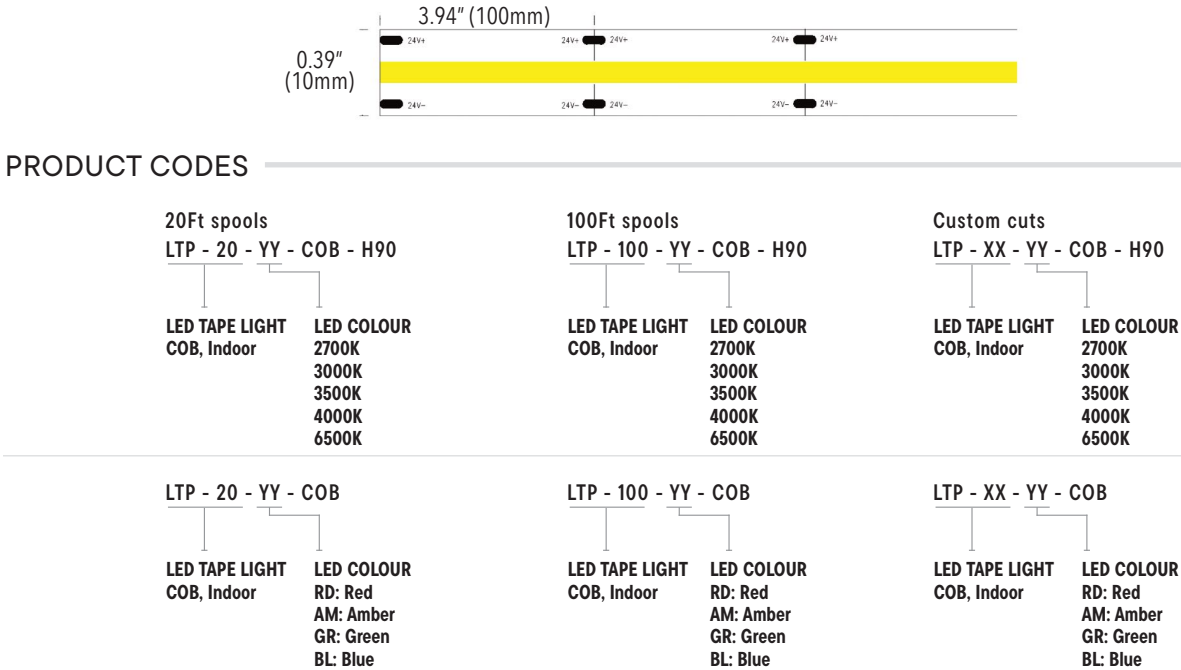 3.94" (100mm)
0.39"
(10mm)
24V+ 24V+ 24V+ 24V+ 24V+
24V- 24V- 24V- 24V- 24V-
PRODUCT CODES
20Ft spools
LTP - 20 - YY - COB - H90
LED TAPE LIGHT
COB, Indoor
LED COLOUR
2700K
3000K
3500K
4000K
6500K
100Ft spools
LTP - 100 - YY - COB - H90
LED TAPE LIGHT
COB, Indoor
LED COLOUR
2700K
3000K
3500K
4000K
6500K
Custom cuts
LTP - XX - YY - COB - H90
LED TAPE LIGHT
COB, Indoor
LED COLOUR
2700K
3000K
3500K
4000K
6500K
LTP - 20 - YY - COB
LED TAPE LIGHT
COB, Indoor
LED COLOUR
RD: Red
AM: Amber
GR: Green
BL: Blue
LTP - 100 - YY - COB
LED TAPE LIGHT
COB, Indoor
LED COLOUR
RD: Red
AM: Amber
GR: Green
BL: Blue
LTP - XX - YY - COB
LED TAPE LIGHT
COB, Indoor
LED COLOUR
RD: Red
AM: Amber
GR: Green
BL: Blue